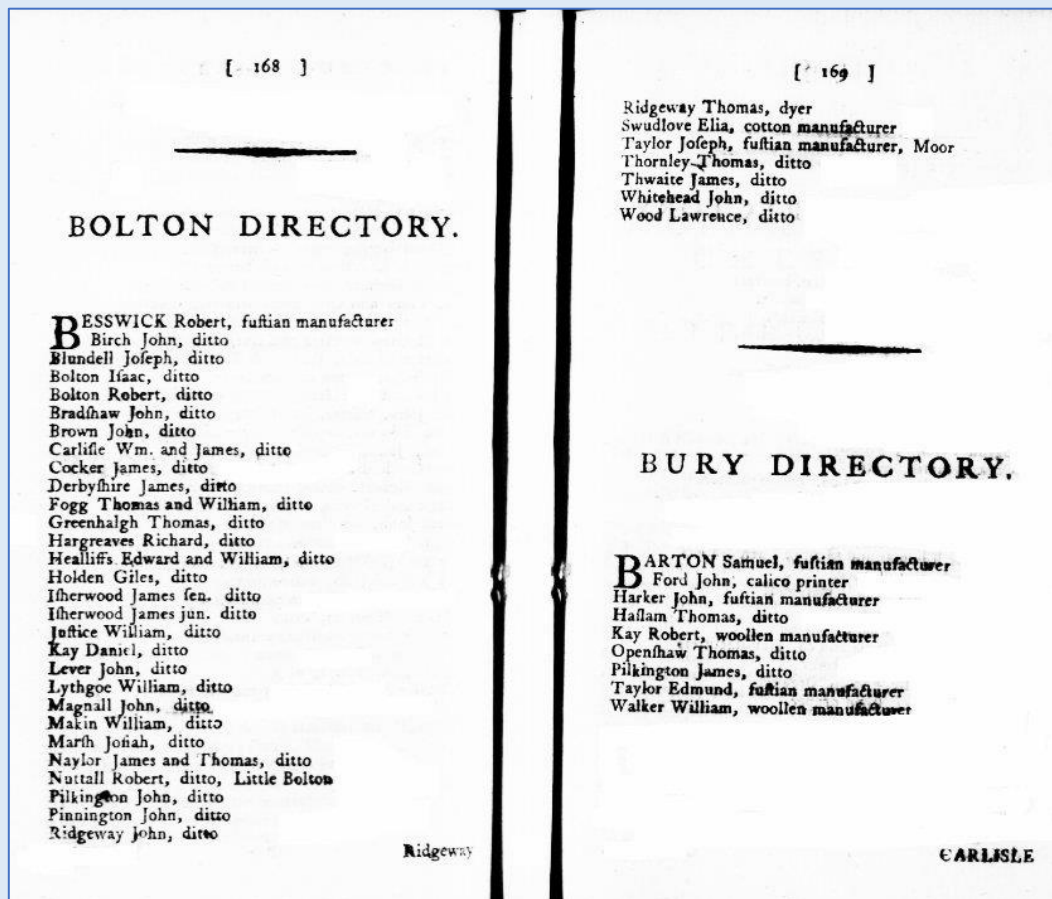 [ 168 ]
BOLTON DIRECTORY.
BESSWICK Robert, fuſtian manufacturer
Birch John, ditto
Blundell Joſeph, ditto
Bolton Iſaac, ditto
Bolton Robert, ditto
Bradſhaw John, ditto
Brown John, ditto
Carliſle Wm. and James, ditto
Cocker James, ditto
Derbyſhire James, ditto
Fogg Thomas and William, ditto
Greenhalgh Thomas, ditto
Hargreaves Richard, ditto
Healliffs Edward and William, ditto
Holden Giles, ditto
Iſherwood James ſen. ditto
Iſherwood James jun. ditto
Juſtice William, ditto
Kay Daniel, ditto
Lever John, ditto
Lythgoe William, ditto
Magnall John, ditto
Makin William, ditto
Marſh Joſiah, ditto
Naylor James and Thomas, ditto
Nuttall Robert, ditto, Little Bolton
Pilkington John, ditto
Pinnington John, ditto
Ridgeway John, ditto
Ridgeway
[ 169 ]
Ridgeway Thomas, dyer
Swudlove Elia, cotton manufacturer
Taylor Joſeph, fuſtian manufacturer, Moor
Thornley Thomas, ditto
Thwaite James, ditto
Whitehead John, ditto
Wood Lawrence, ditto
BURY DIRECTORY.
BARTON Samuel, fuſtian manufacturer
Ford John, calico printer
Harker John, fuſtian manufacturer
Haſlam Thomas, ditto
Kay Robert, woollen manufacturer
Openſhaw Thomas, ditto
Pilkington James, ditto
Taylor Edmund, fuſtian manufacturer
Walker William, woollen manufacturer
CARLISLE